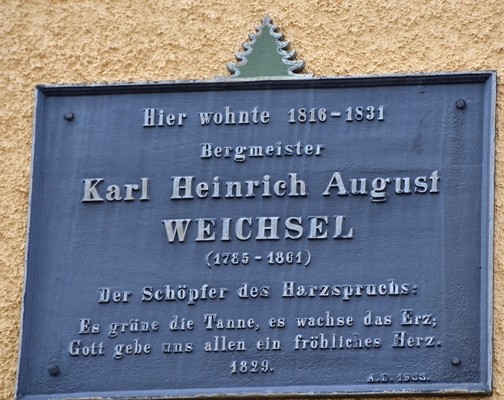 Hier wohnte 1816-1831
Bergmeister
Karl Heinrich August
WEICHSEL
(1785-1861)
Der Schöpfer des Harzspruchs:
Es grüne die Tanne, es wachse das Erz;
Gott gebe uns allen ein fröhliches Herz.
1829.